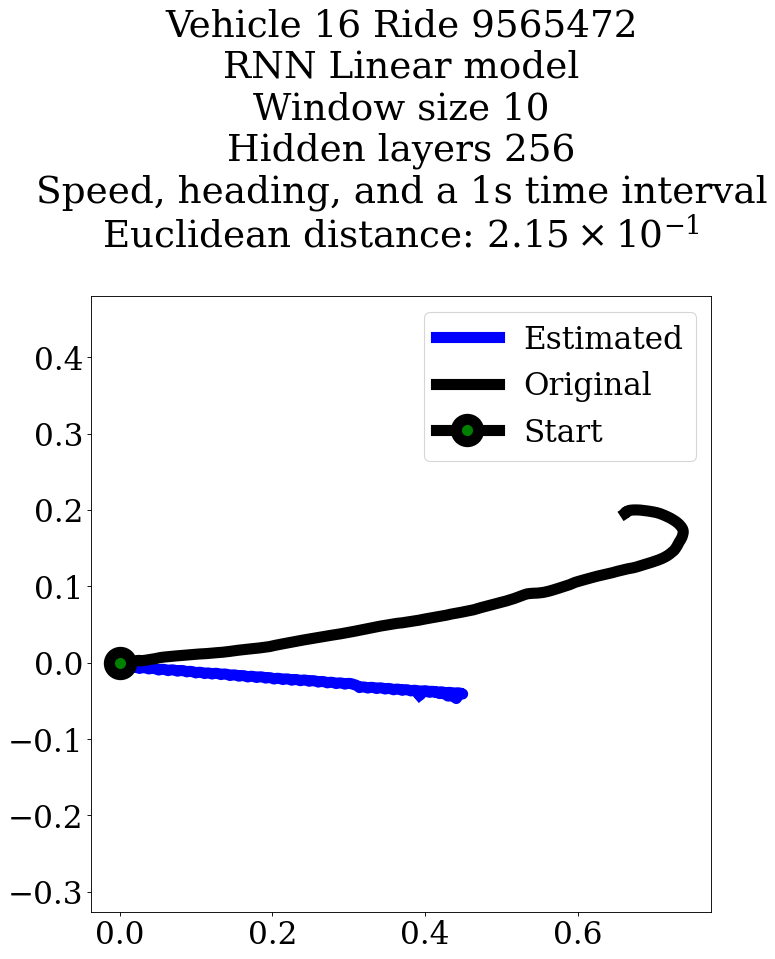 Vehicle 16 Ride 9565472
RNN Linear model
Window size 10
Hidden layers 256
Speed, heading, and a 1s time interval
Euclidean distance: 2.15 × 10⁻¹
Estimated
Original
Start
0.4
0.3
0.2
0.1
0.0
−0.1
−0.2
−0.3
0.0 0.2 0.4 0.6